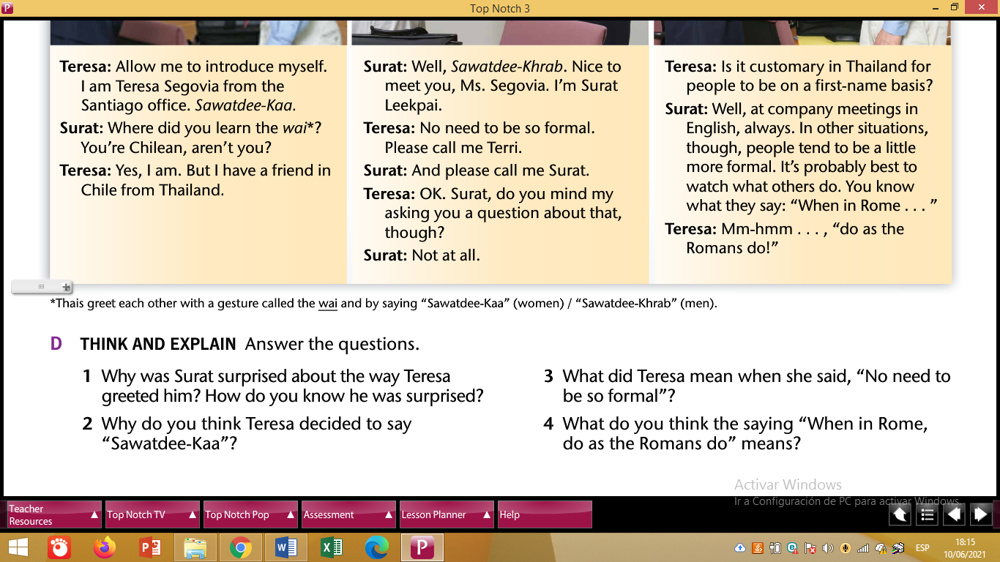 Top Notch 3
Teresa: Allow me to introduce myself.
I am Teresa Segovia from the
Santiago office. Sawatdee-Kaa.
Surat: Where did you learn the wai*?
You’re Chilean, aren’t you?
Teresa: Yes, I am. But I have a friend in
Chile from Thailand.
Surat: Well, Sawatdee-Khrab. Nice to
meet you, Ms. Segovia. I’m Surat
Leekpai.
Teresa: No need to be so formal.
Please call me Terri.
Surat: And please call me Surat.
Teresa: OK. Surat, do you mind my
asking you a question about that,
though?
Surat: Not at all.
Teresa: Is it customary in Thailand for
people to be on a first-name basis?
Surat: Well, at company meetings in
English, always. In other situations,
though, people tend to be a little
more formal. It’s probably best to
watch what others do. You know
what they say: “When in Rome . . . ”
Teresa: Mm-hmm . . . , “do as the
Romans do!”
*Thais greet each other with a gesture called the wai and by saying “Sawatdee-Kaa” (women) / “Sawatdee-Khrab” (men).
D THINK AND EXPLAIN Answer the questions.
1 Why was Surat surprised about the way Teresa
greeted him? How do you know he was surprised?
2 Why do you think Teresa decided to say
“Sawatdee-Kaa”?
3 What did Teresa mean when she said, “No need to
be so formal”?
4 What do you think the saying “When in Rome,
do as the Romans do” means?
Activar Windows
Ir a Configuración de PC para activar Windows.
Teacher
Resources
Top Notch TV
Top Notch Pop
Assessment
Lesson Planner
Help
ESP
18:15
10/06/2021